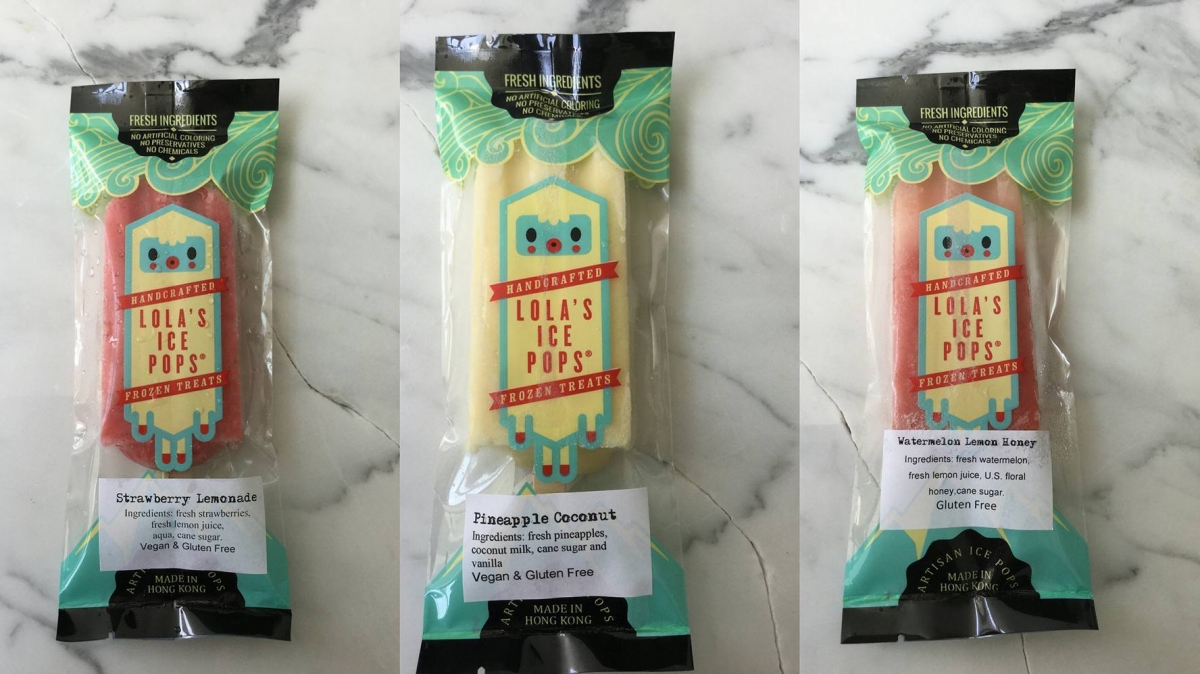 FRESH INGREDIENTS
NO ARTIFICIAL COLORING
NO PRESERVATIVES
NO CHEMICALS
HANDCRAFTED
LOLA'S
ICE
POPS®
FROZEN TREATS
Strawberry Lemonade
Ingredients: fresh strawberries,
fresh lemon juice,
aqua, cane sugar.
Vegan & Gluten Free
MADE IN
HONG KONG
FRESH INGREDIENTS
NO ARTIFICIAL COLORING
NO PRESERVATIVES
NO CHEMICALS
HANDCRAFTED
LOLA'S
ICE
POPS®
FROZEN TREATS
Pineapple Coconut
Ingredients: fresh pineapples,
coconut milk, cane sugar and
vanilla
Vegan & Gluten Free
MADE IN
HONG KONG
FRESH INGREDIENTS
NO ARTIFICIAL COLORING
NO PRESERVATIVES
NO CHEMICALS
HANDCRAFTED
LOLA'S
ICE
POPS®
FROZEN TREATS
Watermelon Lemon Honey
Ingredients: fresh watermelon,
fresh lemon juice, U.S. floral
honey,cane sugar.
Gluten Free
ARTISAN ICE POPS
MADE IN
HONG KONG